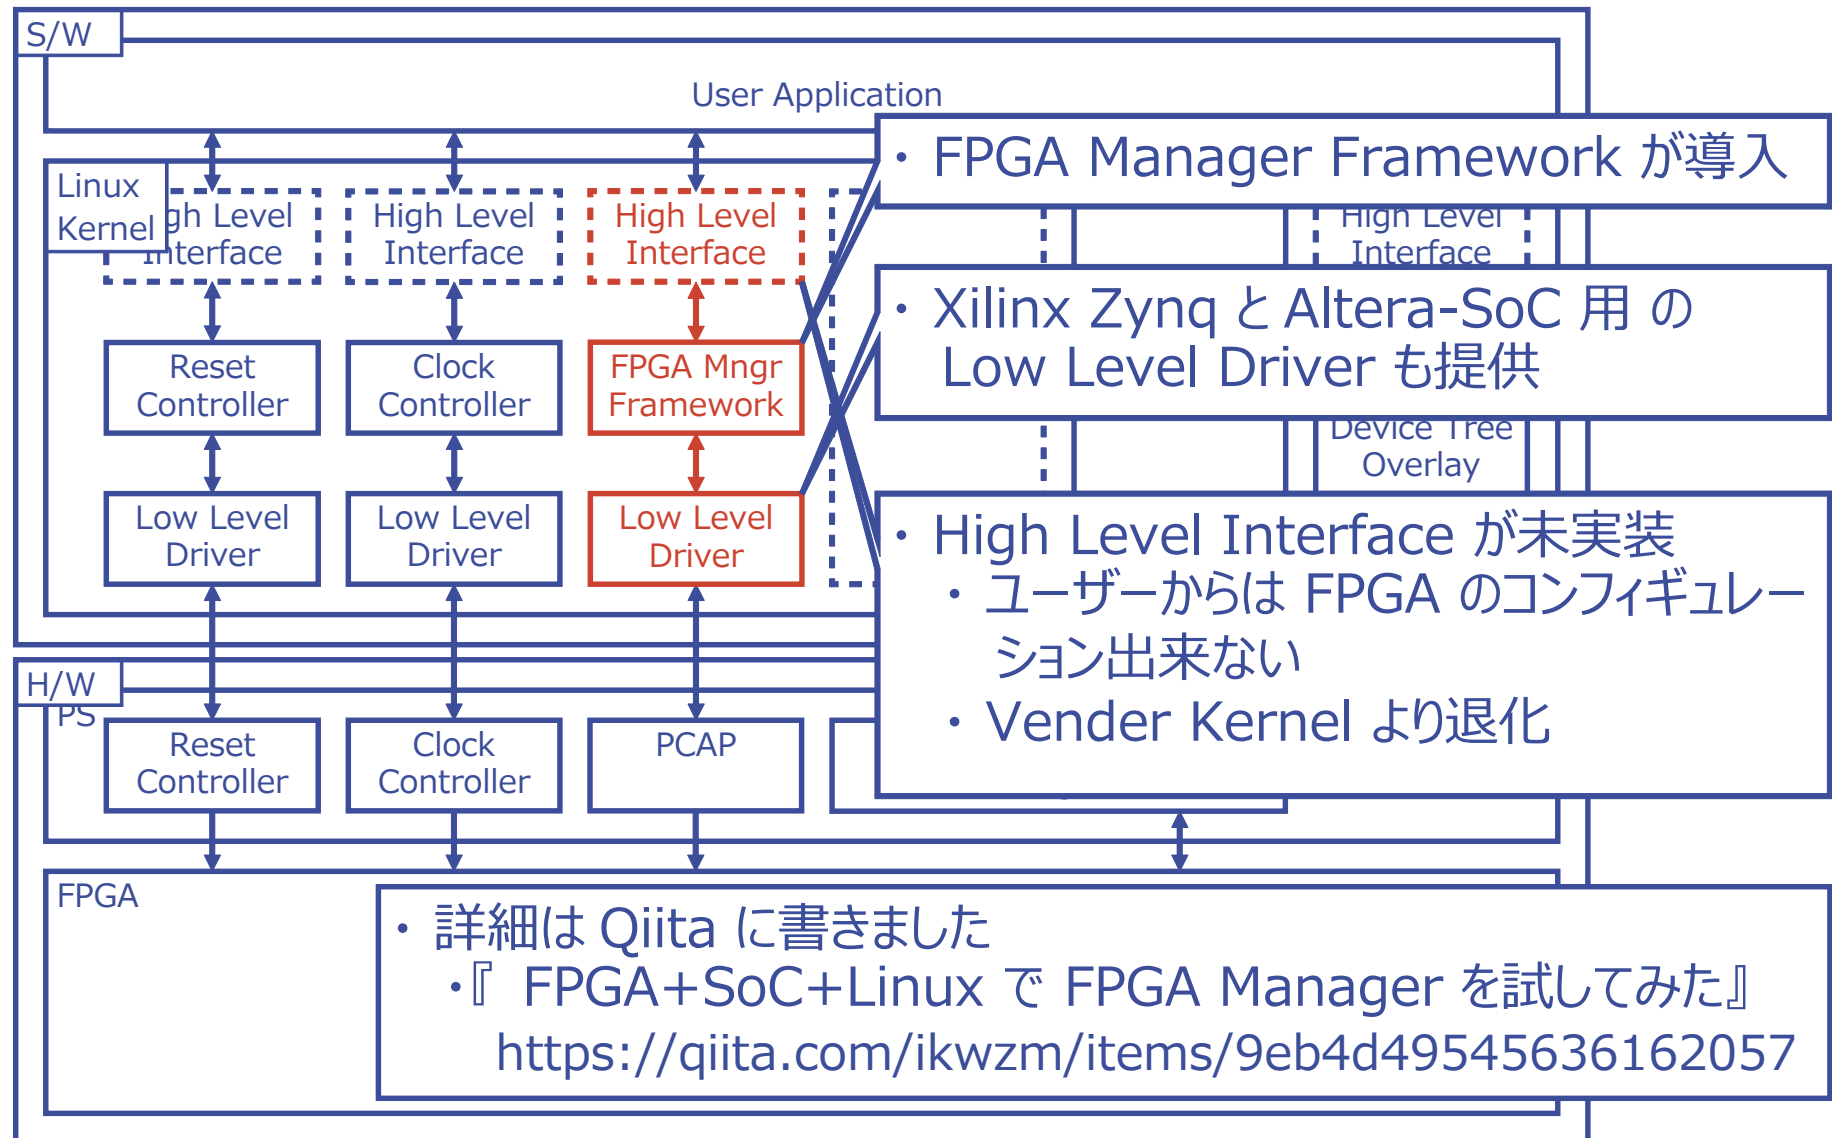 S/W
User Application
Linux
Kernel
gh Level
Interface
High Level
Interface
High Level
Interface
High Level
Interface
Reset
Controller
Clock
Controller
FPGA Mngr
Framework
Device Tree
Overlay
Low Level
Driver
Low Level
Driver
Low Level
Driver
・ FPGA Manager Framework が導入
・ Xilinx Zynq と Altera-SoC 用 の
Low Level Driver も提供
・ High Level Interface が未実装
・ ユーザーからは FPGA のコンフィギュレー
ション出来ない
・ Vender Kernel より退化
H/W
PS
Reset
Controller
Clock
Controller
PCAP
FPGA
・ 詳細は Qiita に書きました
・『 FPGA+SoC+Linux で FPGA Manager を試してみた』
https://qiita.com/ikwzm/items/9eb4d49545636162057